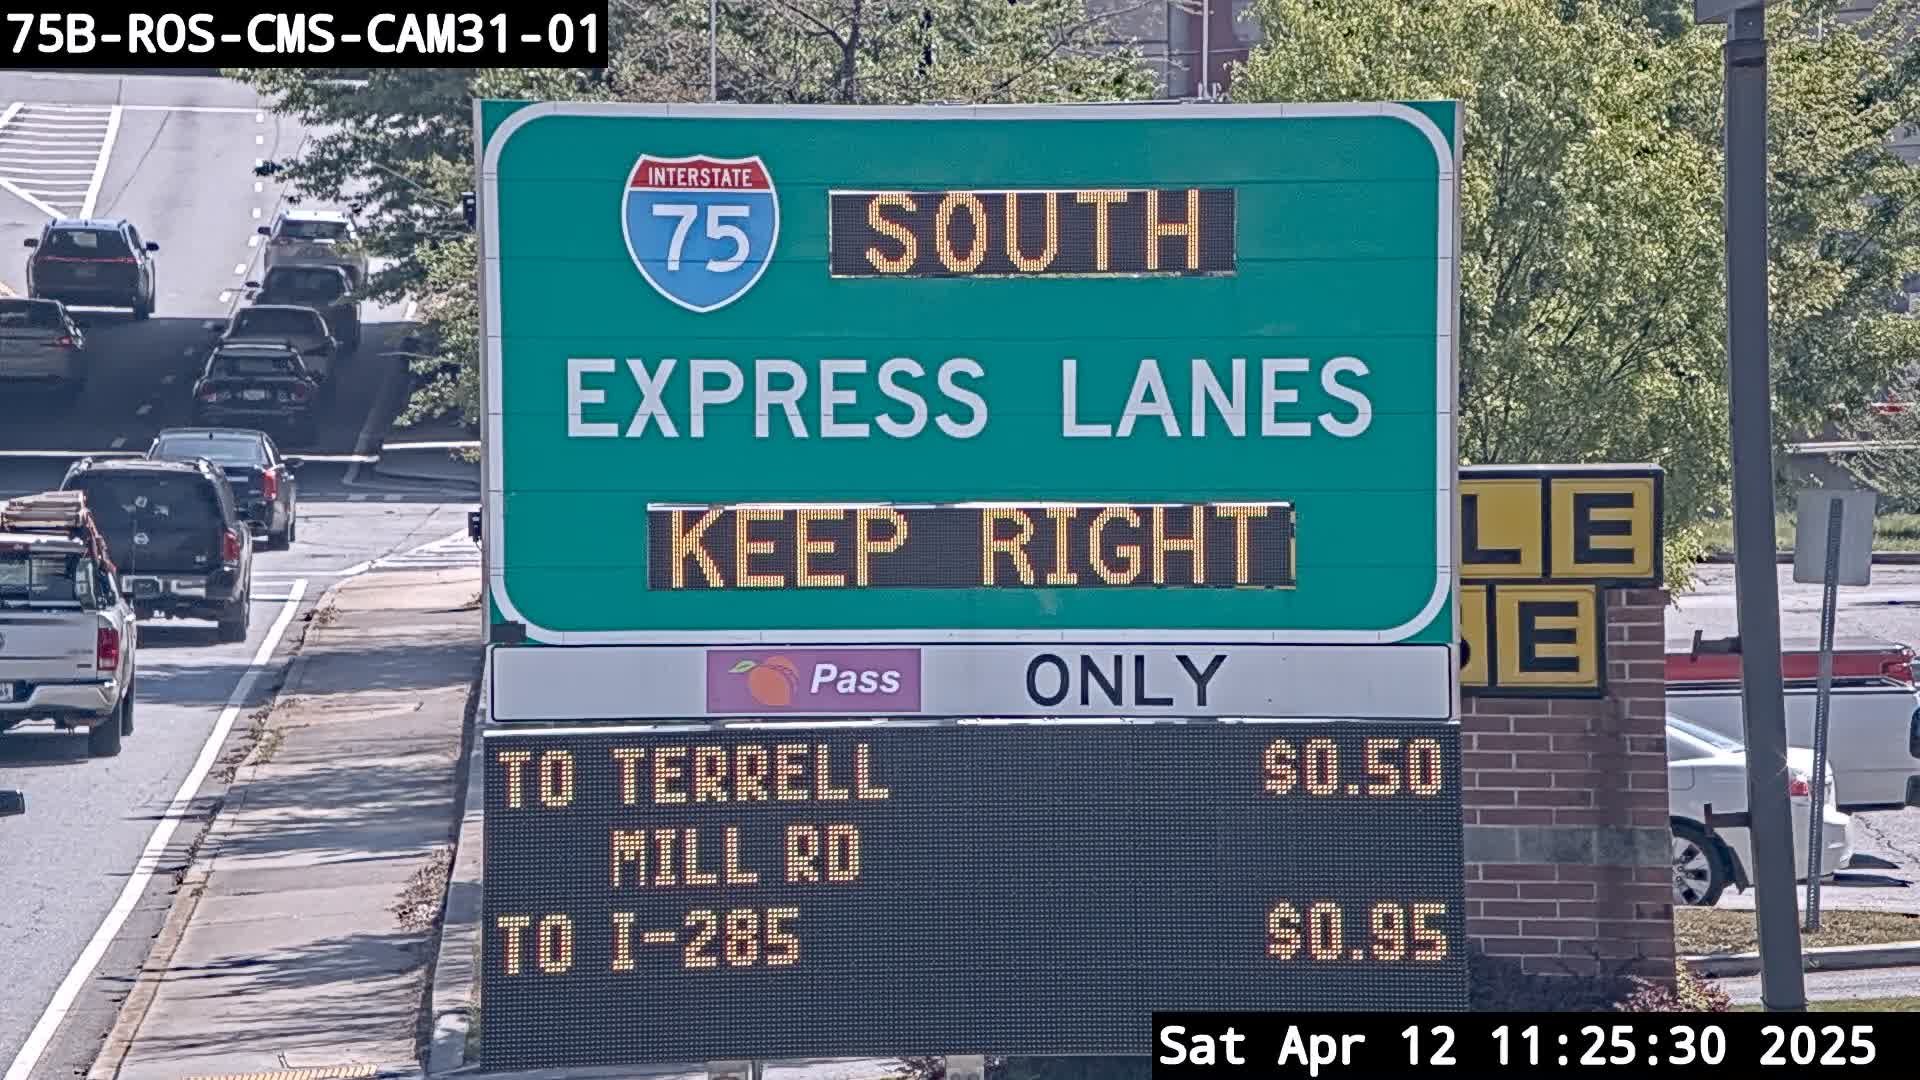 75B-ROS-CMS-CAM31-01
INTERSTATE
75
SOUTH
EXPRESS LANES
KEEP RIGHT
Pass ONLY
TO TERRELL $0.50
MILL RD
TO I-285 $0.95
LE
E
Sat Apr 12 11:25:30 2025